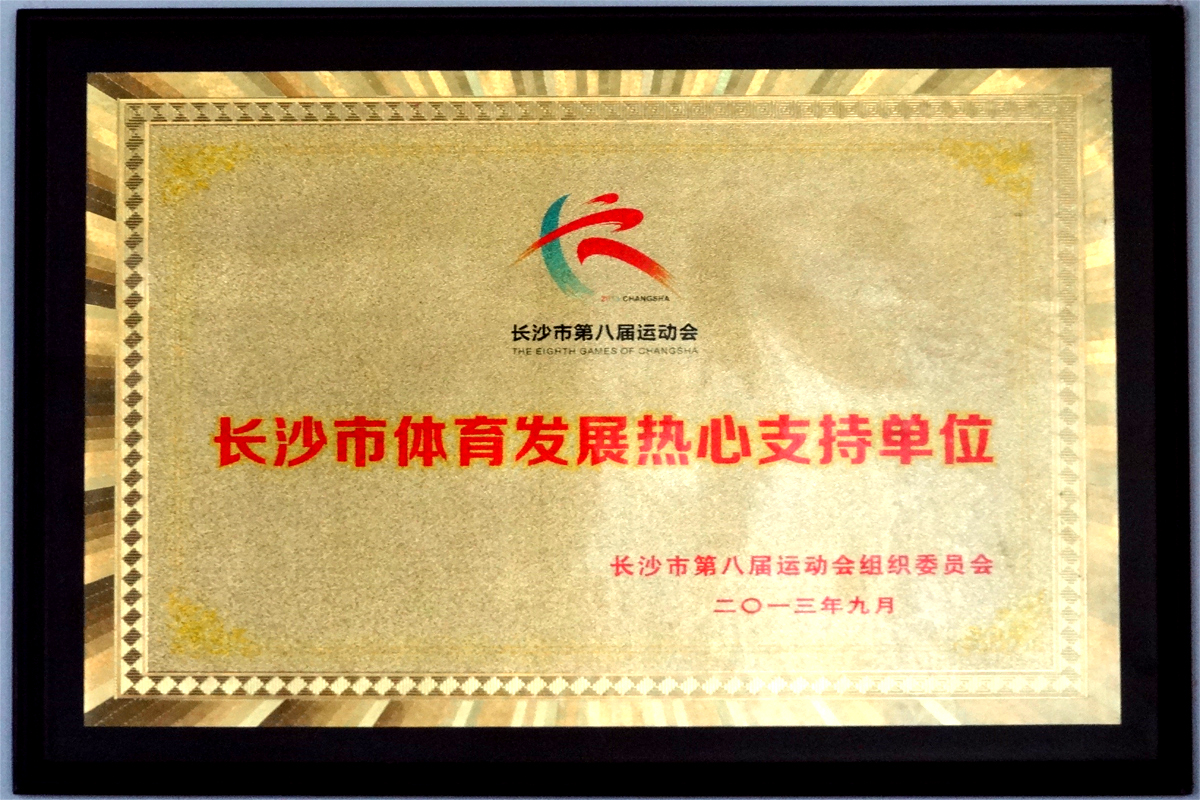 2013 CHANGSHA
长沙市第八届运动会
THE EIGHTH GAMES OF CHANGSHA
长沙市体育发展热心支持单位
长沙市第八届运动会组织委员会
二〇一三年九月